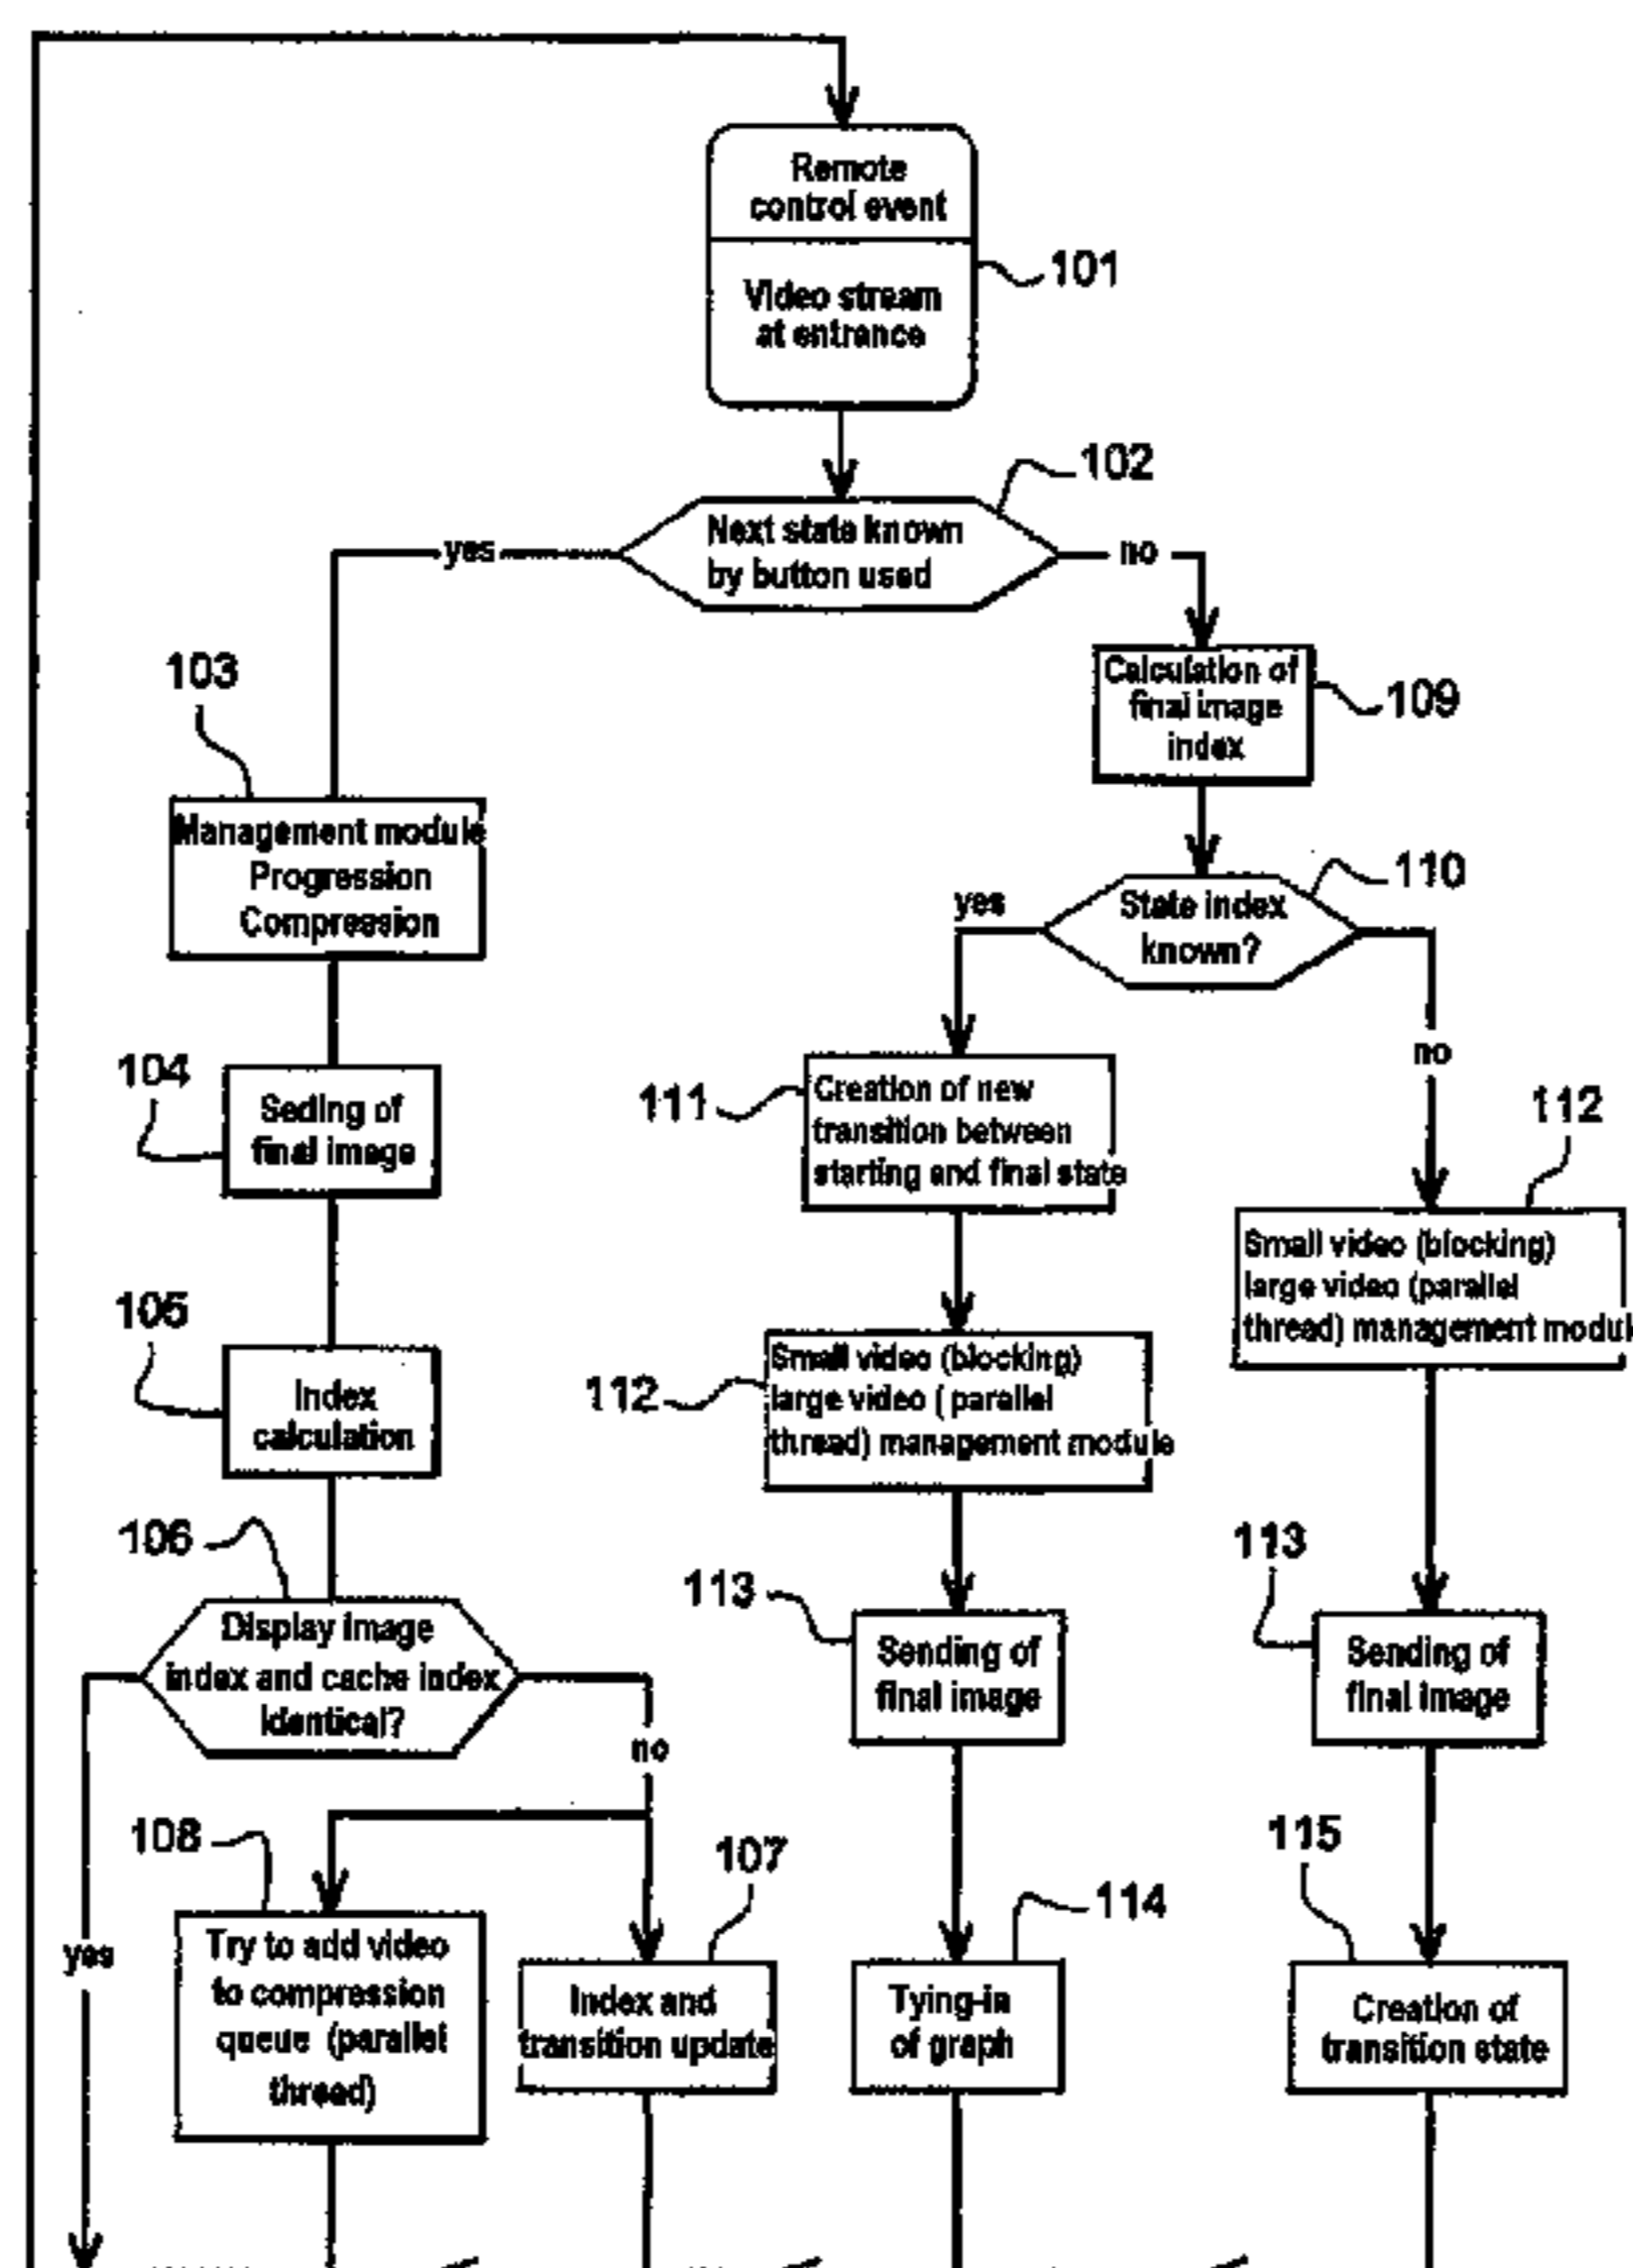 Remote
control event
Video stream
at entrance
101
102
Next state known
by button used
yes
no
103
Calculation of
final image
index
109
Management module
Progression
Compression
110
yes
State index
known?
no
104
Seding of
final image
111
Creation of new
transition between
starting and final state
112
Small video (blocking)
large video (parallel
thread) management modul
105
Index
calculation
112
Small video (blocking)
large video ( parallel
thread) management module
106
Display image
index and cache index
identical?
no
yes
113
Sending of
final image
113
Sending of
final image
108
Try to add video
to compression
queue (parallel
thread)
107
Index and
transition update
114
Tying-in
of graph
115
Creation of
transition state